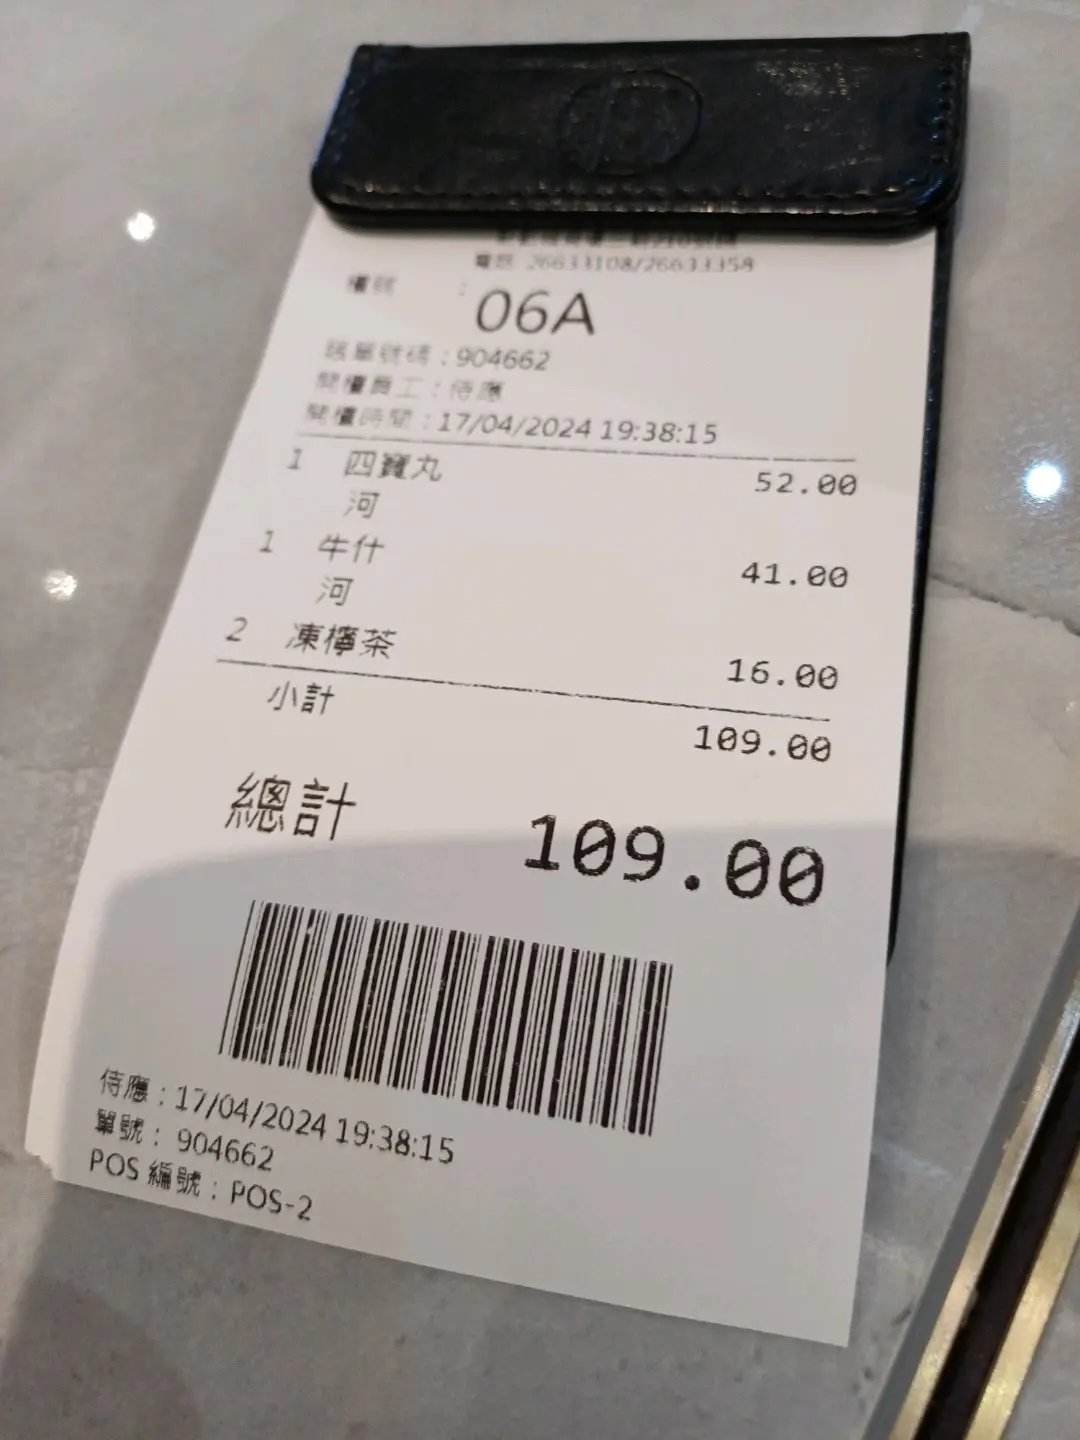 電話 26633108/26633358
檯號 : 06A
賬單號碼 : 904662
開檯員工 : 侍應
開檯時間 : 17/04/2024 19:38:15
1 四寶丸 52.00
河
1 牛什 41.00
河
2 凍檸茶 16.00
小計 109.00
總計 109.00
侍應 : 17/04/2024 19:38:15
單號 : 904662
POS 編號 : POS-2